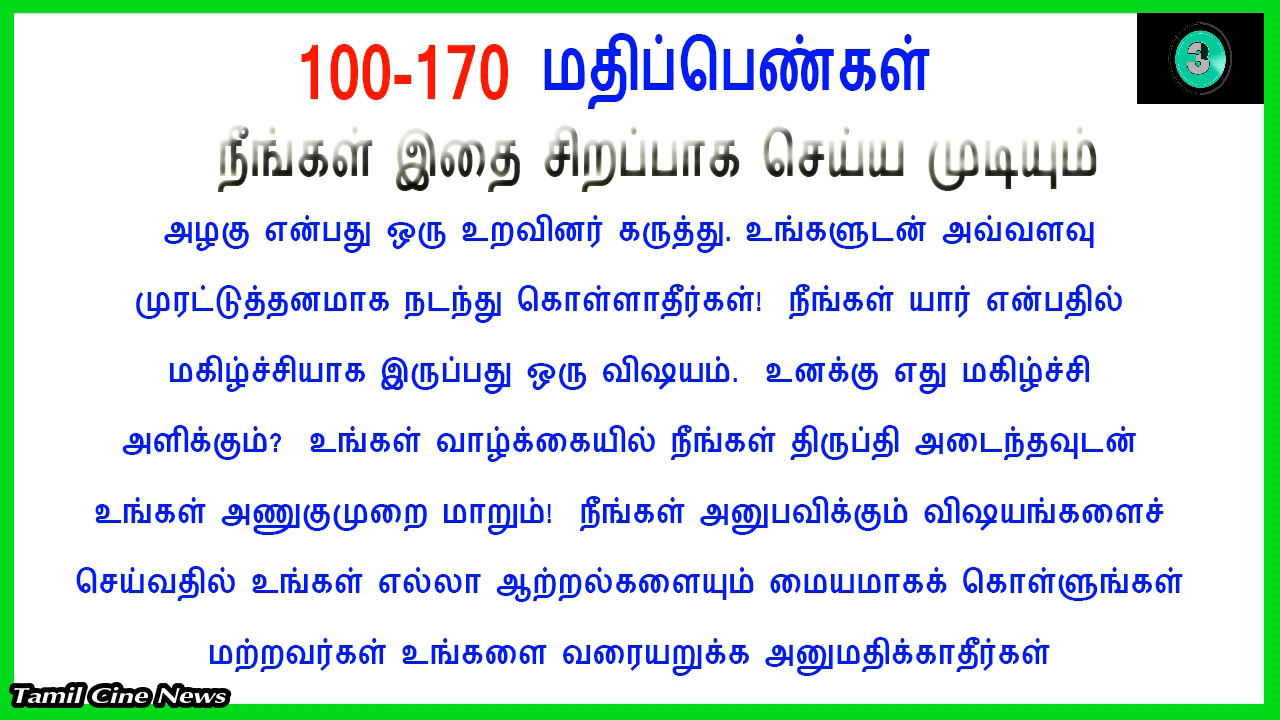 100-170 மதிப்பெண்கள்
3
நீங்கள் இதை சிறப்பாக செய்ய முடியும்
அழகு என்பது ஒரு உறவினர் கருத்து. உங்களுடன் அவ்வளவு
முரட்டுத்தனமாக நடந்து கொள்ளாதீர்கள்! நீங்கள் யார் என்பதில்
மகிழ்ச்சியாக இருப்பது ஒரு விஷயம். உனக்கு எது மகிழ்ச்சி
அளிக்கும்? உங்கள் வாழ்க்கையில் நீங்கள் திருப்தி அடைந்தவுடன்
உங்கள் அணுகுமுறை மாறும்! நீங்கள் அனுபவிக்கும் விஷயங்களைச்
செய்வதில் உங்கள் எல்லா ஆற்றல்களையும் மையமாகக் கொள்ளுங்கள்
மற்றவர்கள் உங்களை வரையறுக்க அனுமதிக்காதீர்கள்
Tamil Cine News